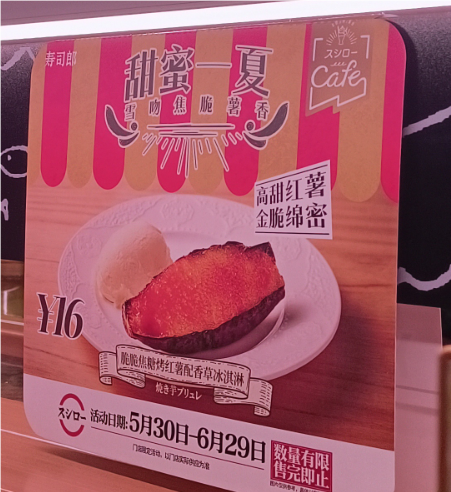 寿司郎
甜蜜一夏
雪吻焦脆薯香
スシロー
Cafe
高甜红薯
金脆绵密
¥16
脆脆焦糖烤红薯配香草冰淇淋
焼き芋ブリュレ
スシロー
活动日期:5月30日-6月29日
数量有限
售完即止